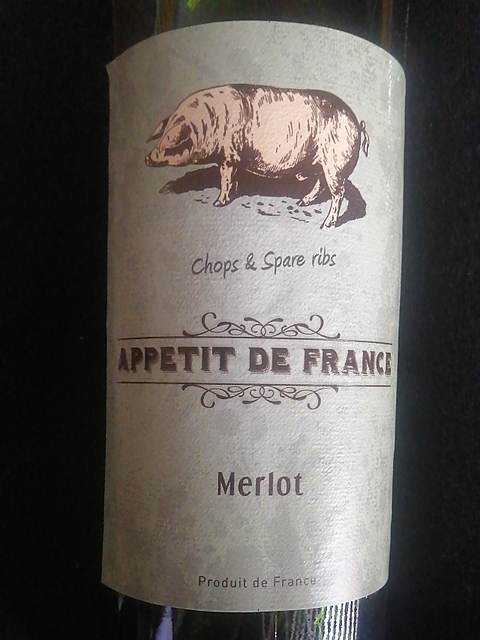 Chops & Spare ribs
APPETIT DE FRANCE
Merlot
Produit de France